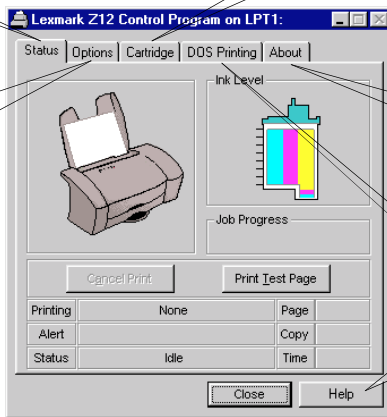 Lexmark Z12 Control Program on LPT1:
Status Options Cartridge DOS Printing About
Ink Level
Job Progress
Cancel Print Print Test Page
Printing None Page
Alert Copy
Status Idle Time
Close Help